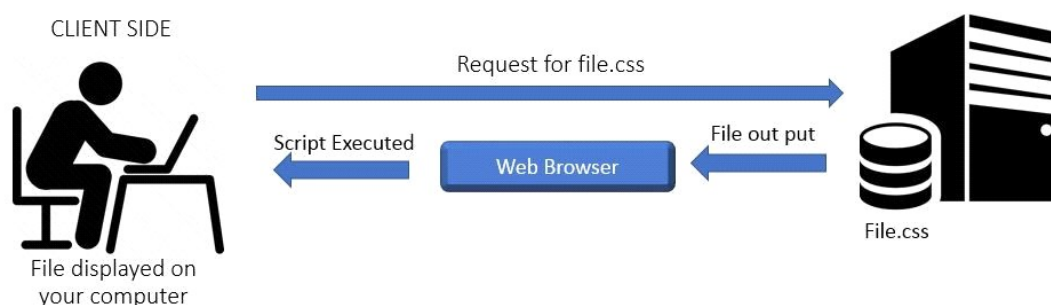 CLIENT SIDE
Request for file.css
Script Executed
File out put
Web Browser
File.css
File displayed on
your computer